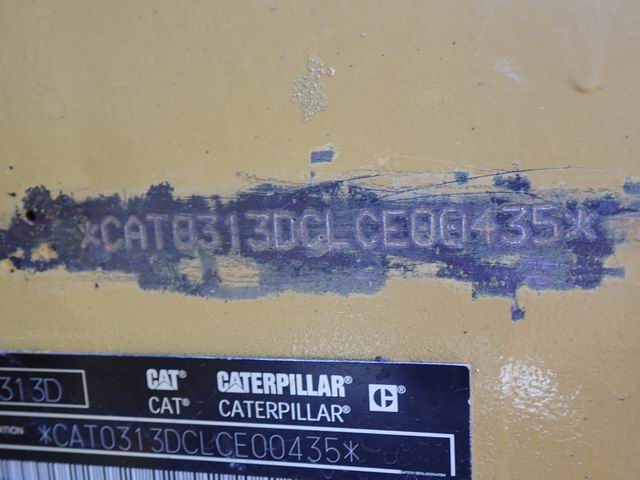 *CAT0313DCLCE00435*
313D
CAT® CATERPILLAR® C
CAT® CATERPILLAR®
*CAT0313DCLCE00435*